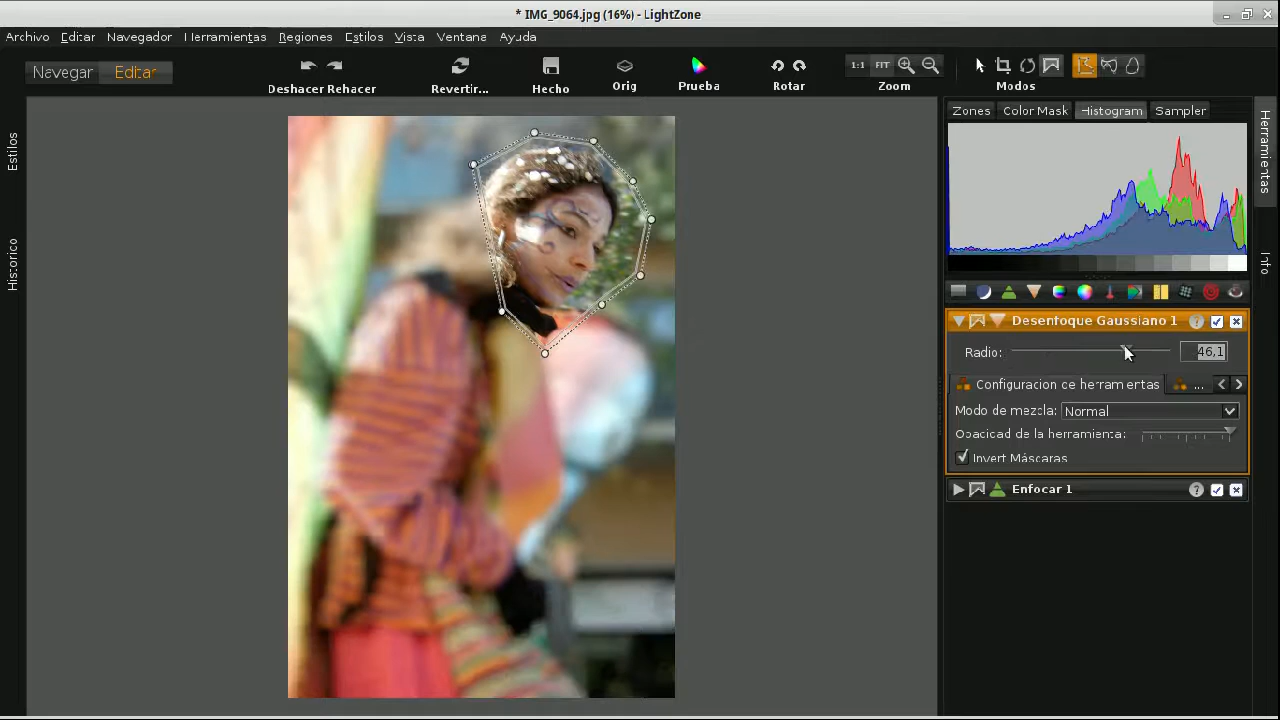 * IMG_9064.jpg (16%) - LightZone
Archivo Editar Navegador Herramientas Regiones Estilos Vista Ventana Ayuda
Navegar Editar
Deshacer Rehacer Revertir... Hecho Orig Prueba Rotar 1:1 FIT Zoom Modos
Estilos
Historico
Zones Color Mask Histogram Sampler
Herramientas
Info
Desenfoque Gaussiano 1 ?
Radio: 46,1
Configuracion de herramientas ...
Modo de mezcla: Normal
Opacidad de la herramienta:
Invert Máscaras
Enfocar 1 ?